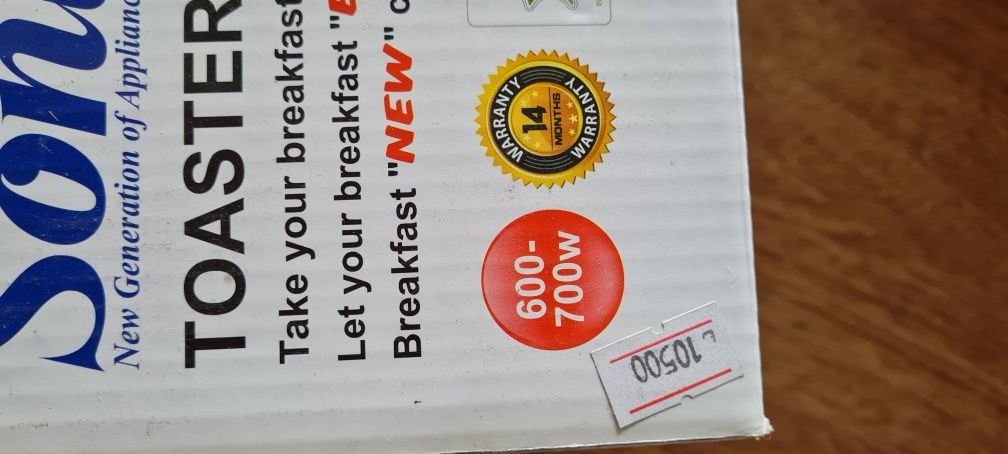 New Generation of
TOASTER
Take your breakfast
Let your breakfast "
Breakfast "NEW"
WARRANTY
14
MONTHS
WARRANTY
600-
700w
10500